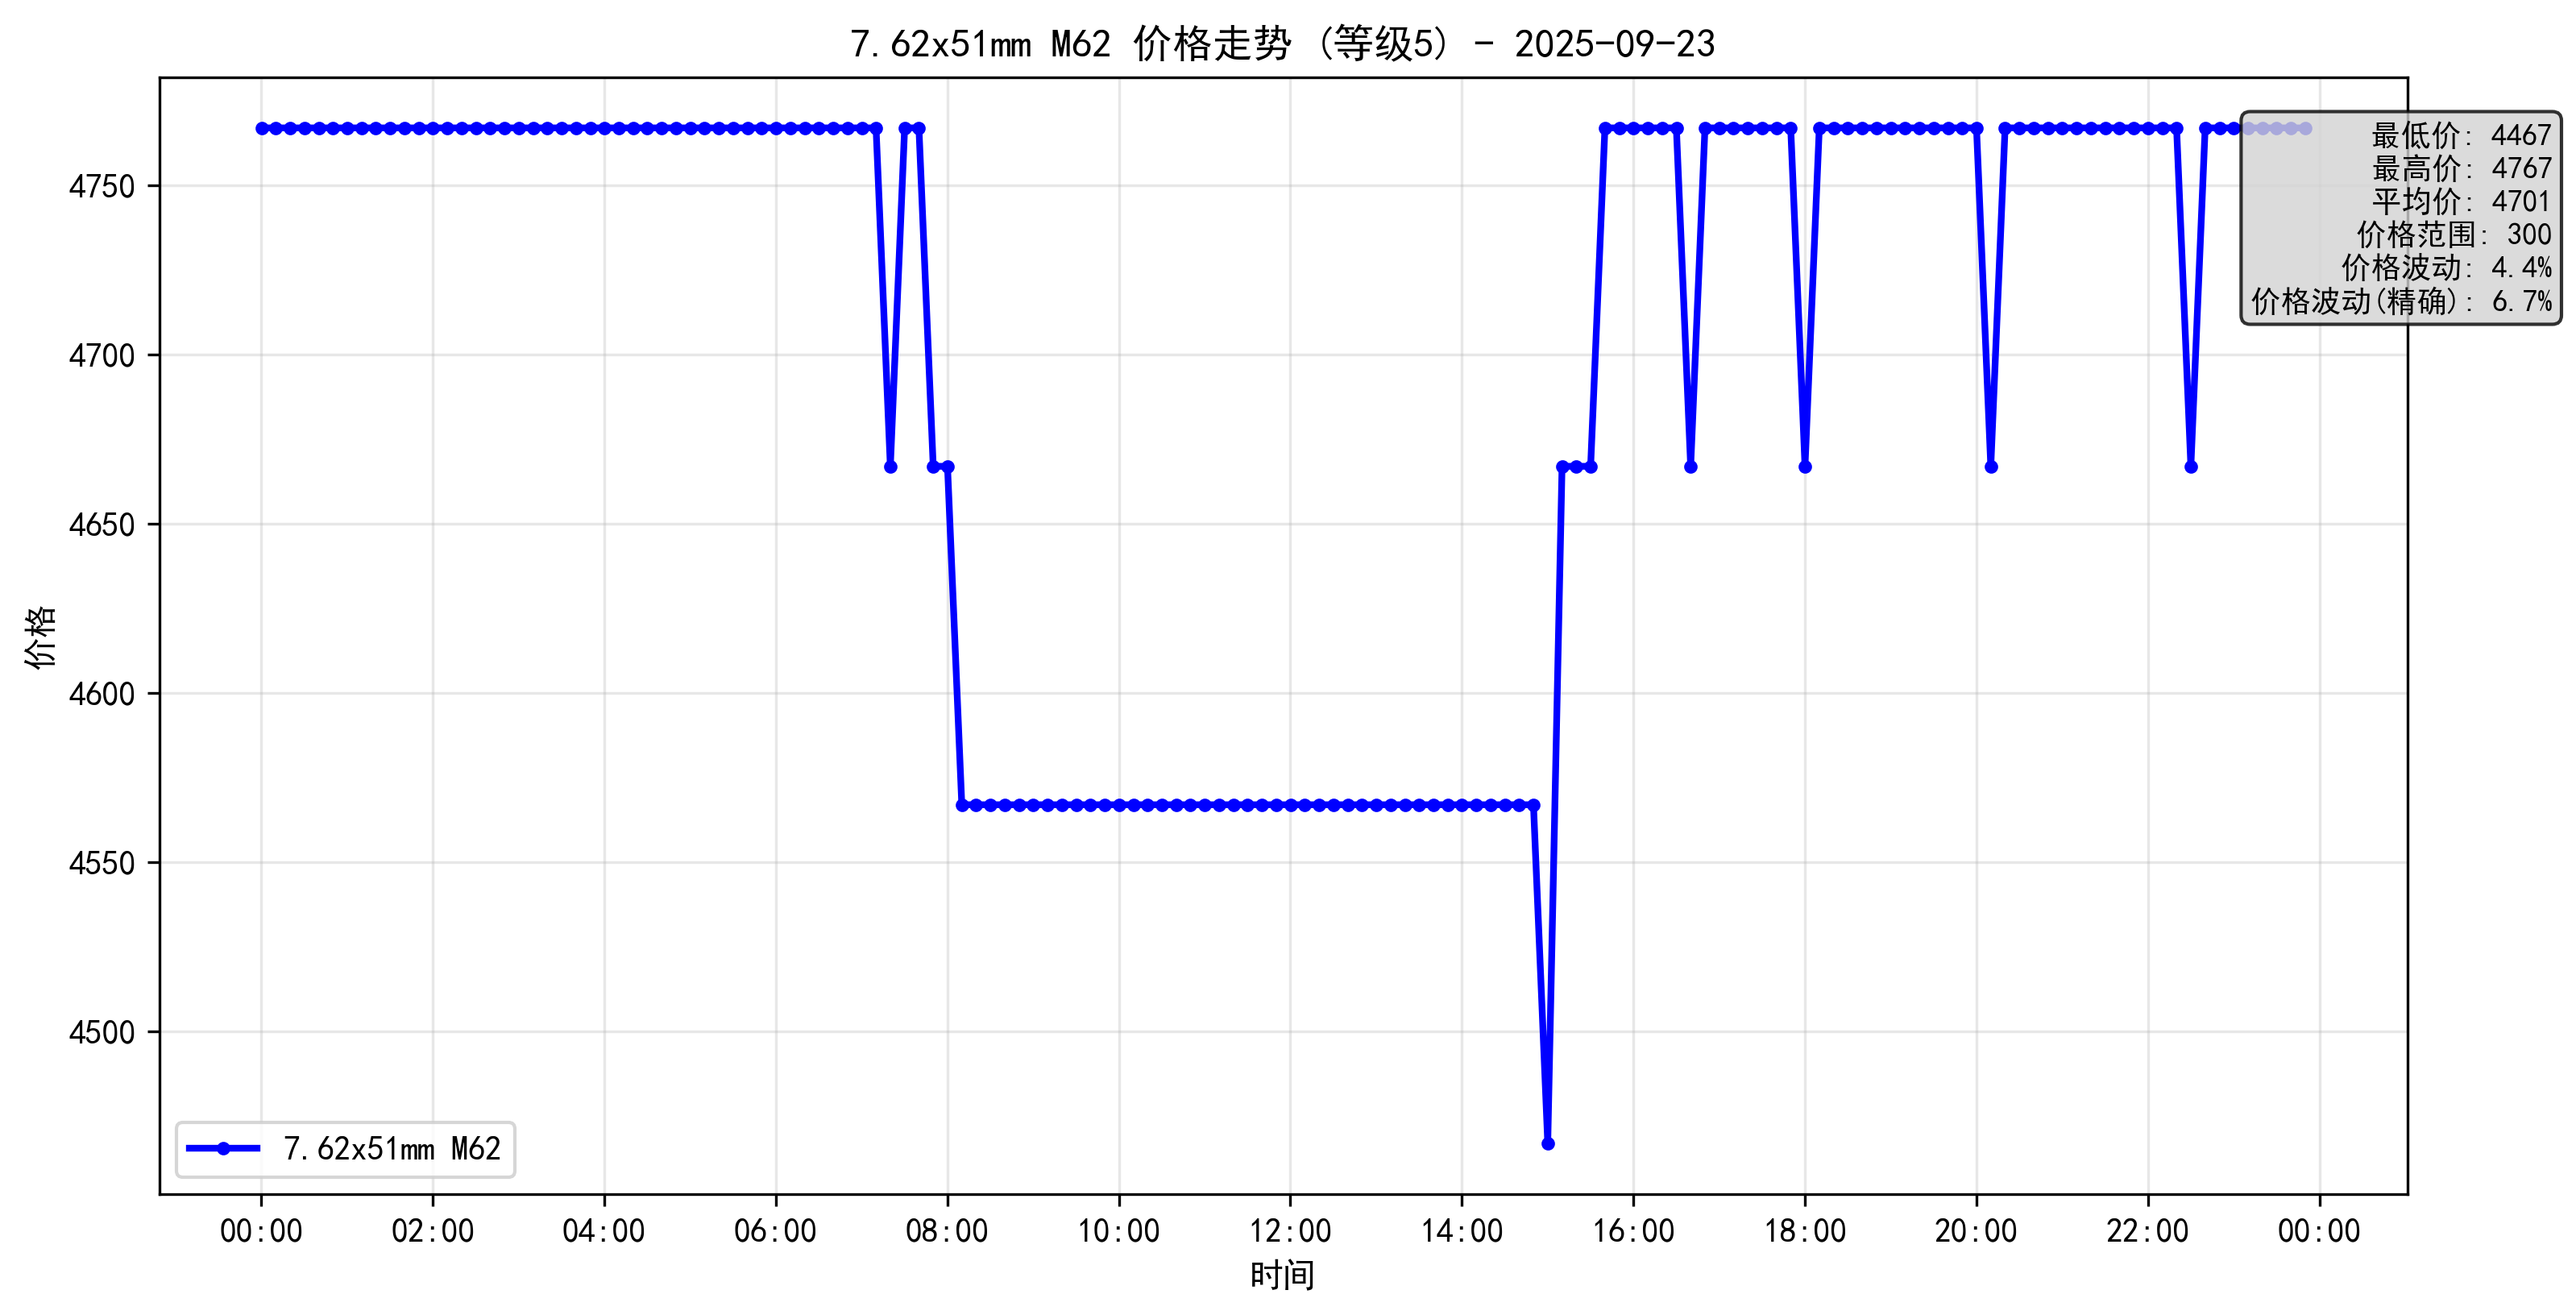 7.62x51mm M62 价格走势 (等级5) - 2025-09-23
最低价: 4467
最高价: 4767
平均价: 4701
价格范围: 300
价格波动: 4.4%
价格波动(精确): 6.7%
4750
4700
4650
4600
4550
4500
价格
7.62x51mm M62
00:00 02:00 04:00 06:00 08:00 10:00 12:00 14:00 16:00 18:00 20:00 22:00 00:00
时间